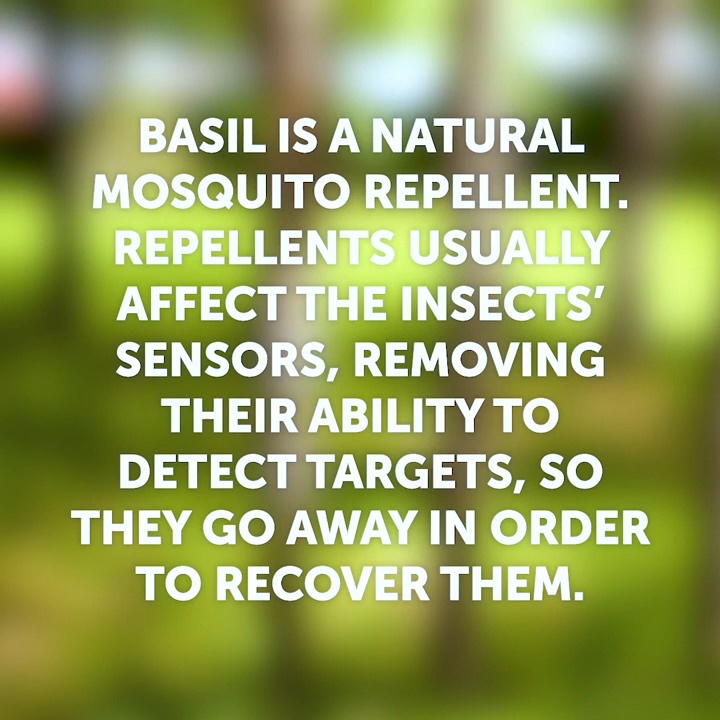 BASIL IS A NATURAL
MOSQUITO REPELLENT.
REPELLENTS USUALLY
AFFECT THE INSECTS’
SENSORS, REMOVING
THEIR ABILITY TO
DETECT TARGETS, SO
THEY GO AWAY IN ORDER
TO RECOVER THEM.